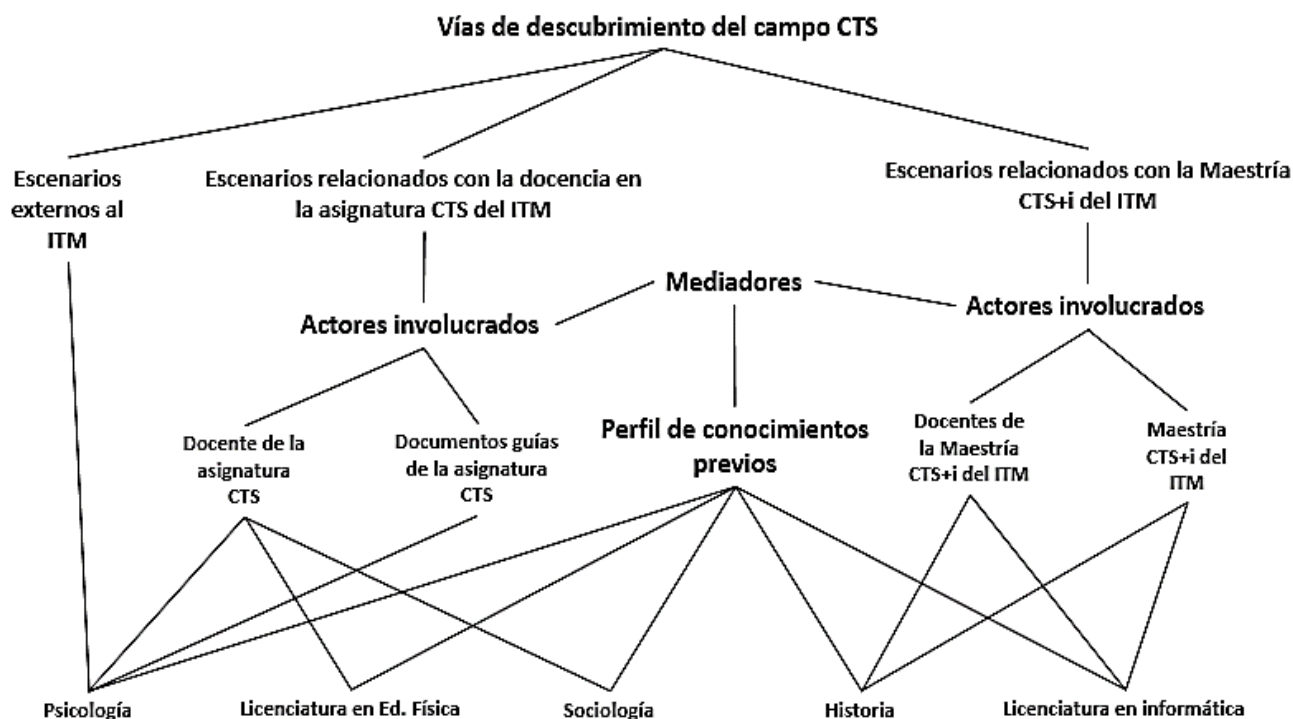 Vías de descubrimiento del campo CTS
Escenarios
externos al
ITM
Escenarios relacionados con la docencia en
la asignatura CTS del ITM
Escenarios relacionados con la Maestría
CTS+i del ITM
Mediadores
Actores involucrados
Actores involucrados
Docente de la
asignatura
CTS
Documentos guías
de la asignatura
CTS
Perfil de conocimientos
previos
Docentes de
la Maestría
CTS+i del ITM
Maestría
CTS+i del
ITM
Psicología
Licenciatura en Ed. Física
Sociología
Historia
Licenciatura en informática